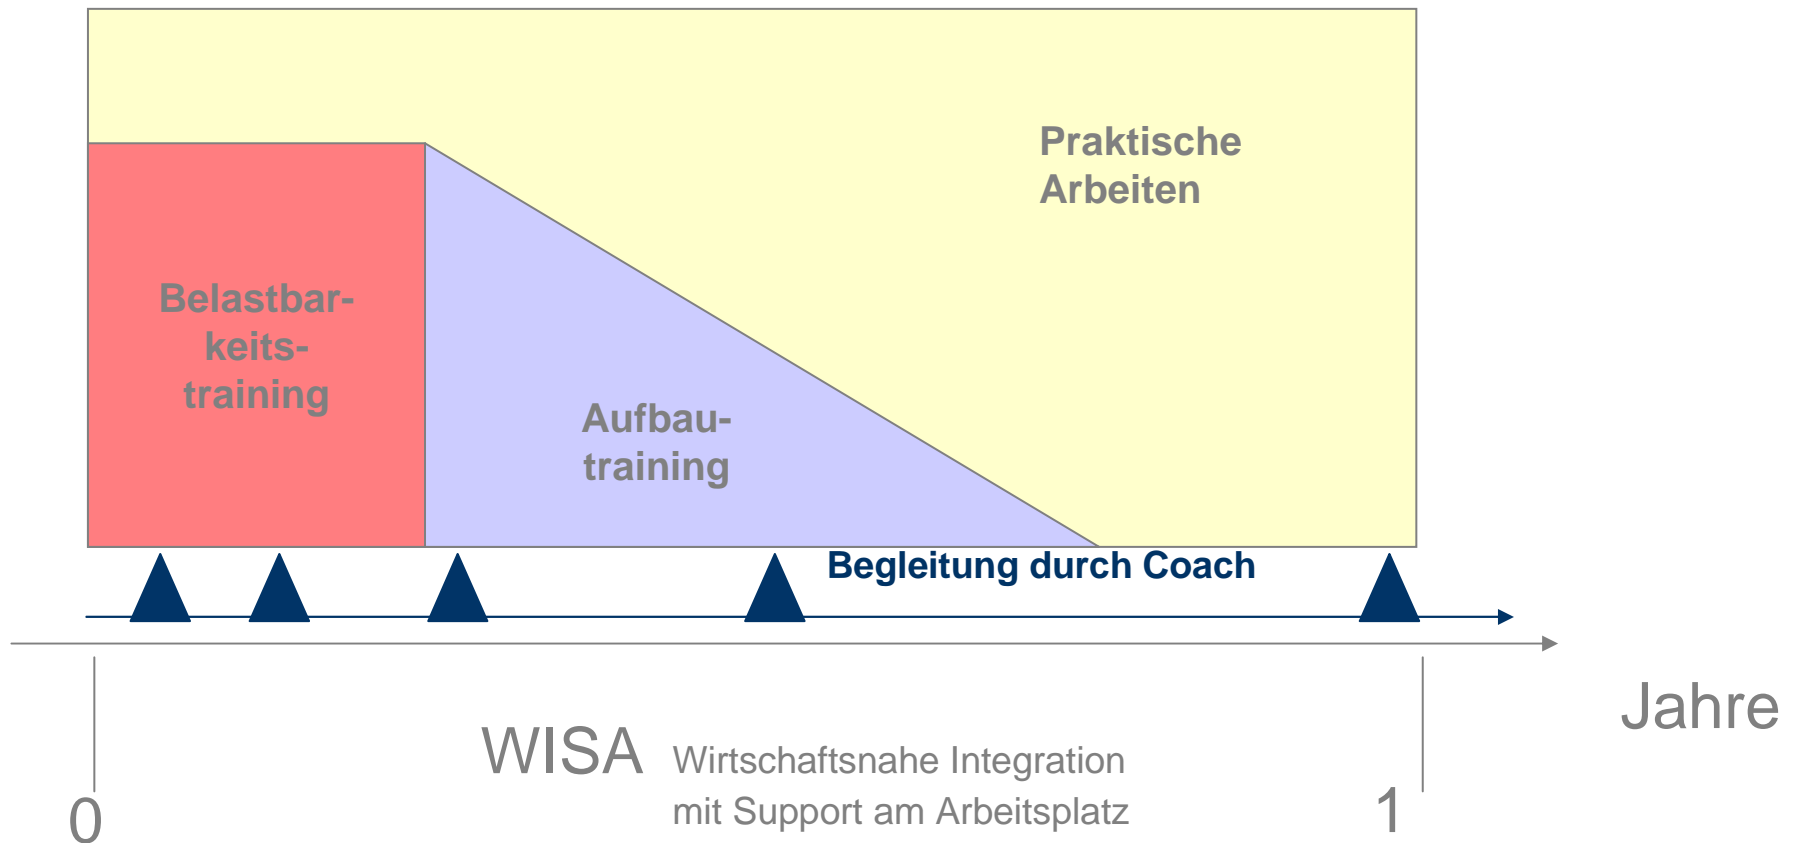 Praktische
Arbeiten
Belastbar-
keits-
training
Aufbau-
training
Begleitung durch Coach
Jahre
WISA Wirtschaftsnahe Integration
mit Support am Arbeitsplatz
0
1